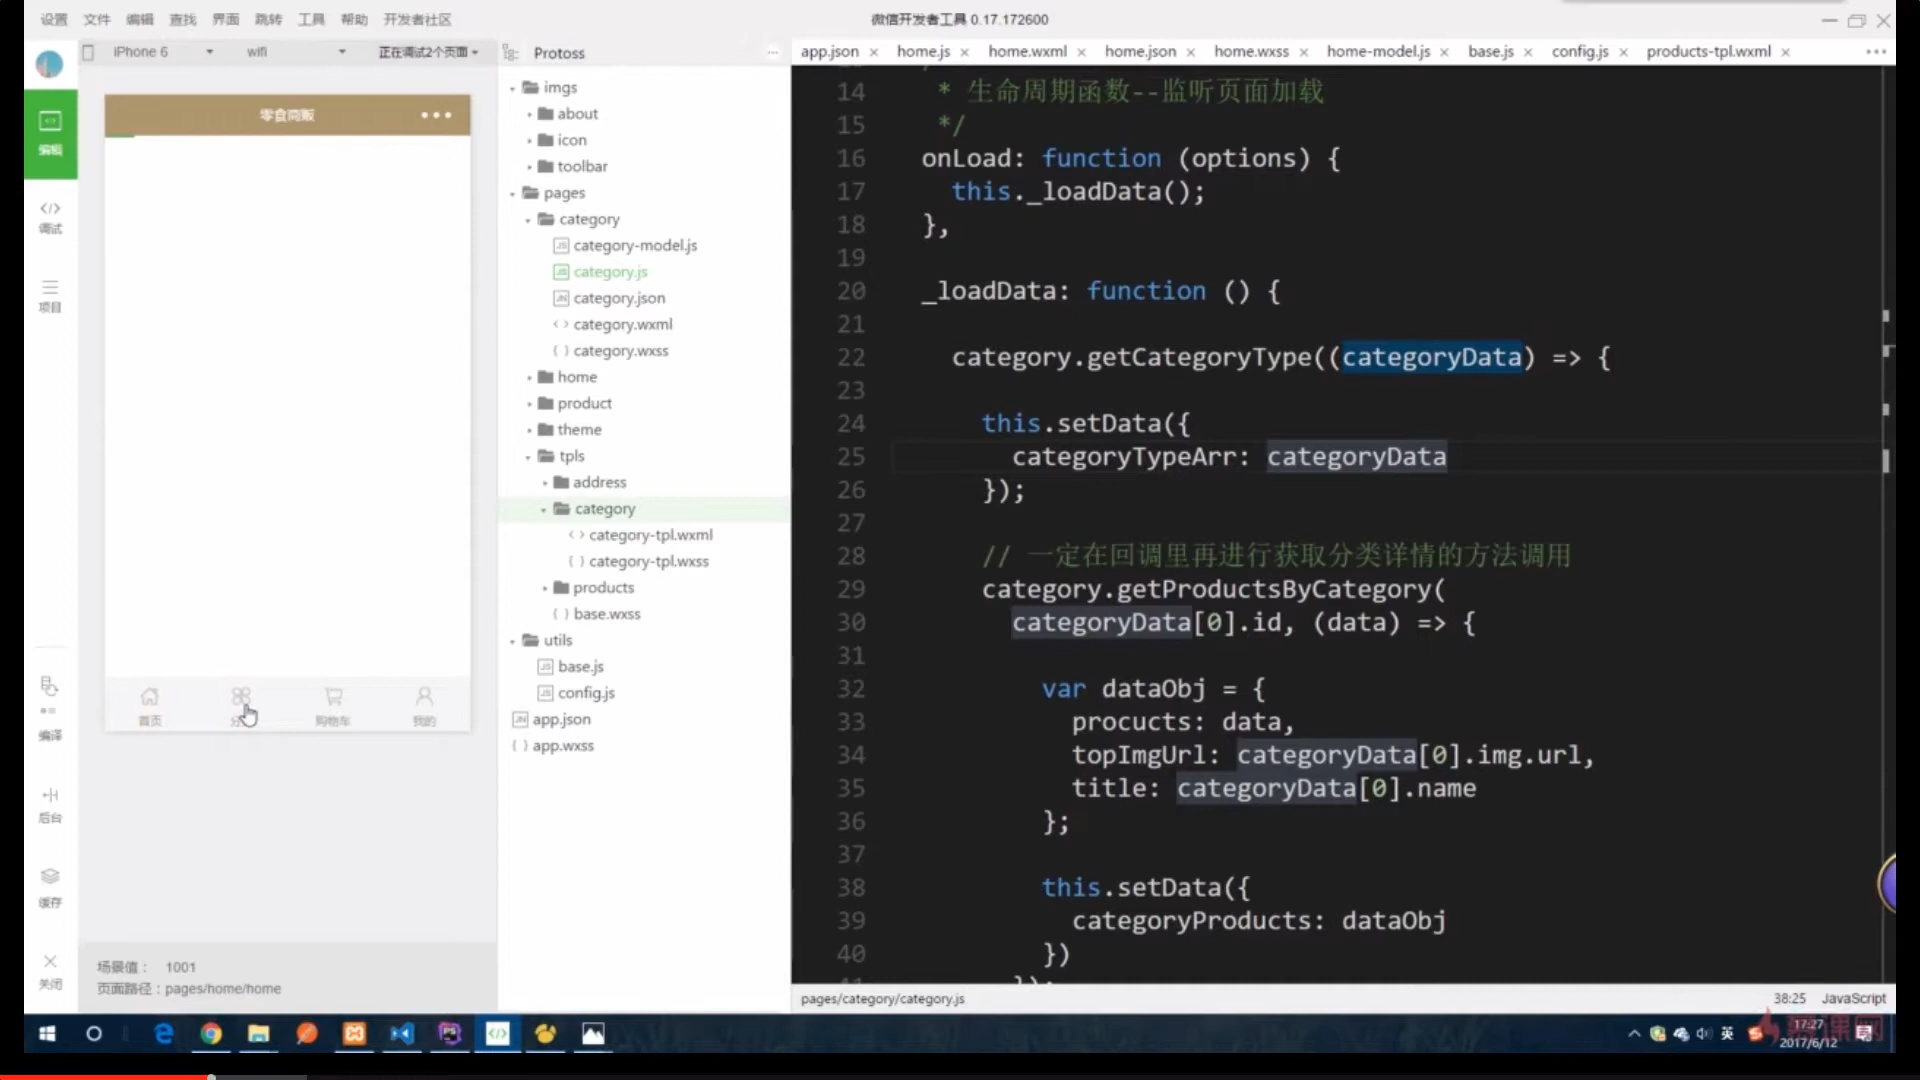 设置 文件 编辑 查找 界面 跳转 工具 帮助 开发者社区
微信开发者工具 0.17.172600
iPhone 6 wifi 正在调试2个页面
Protoss
app.json × home.js × home.wxml × home.json × home.wxss × home-model.js × base.js × config.js × products-tpl.wxml ×
编辑
调试
项目
编译
后台
缓存
关闭
零食商贩
首页
购物车
我的
场景值： 1001
页面路径：pages/home/home
imgs
about
icon
toolbar
pages
category
category-model.js
category.js
category.json
category.wxml
category.wxss
home
product
theme
tpls
address
category
category-tpl.wxml
category-tpl.wxss
products
base.wxss
utils
base.js
config.js
app.json
app.wxss
14 * 生命周期函数--监听页面加载
15 */
16 onLoad: function (options) {
17 this._loadData();
18 },
19
20 _loadData: function () {
21
22 category.getCategoryType((categoryData) => {
23
24 this.setData({
25 categoryTypeArr: categoryData
26 });
27
28 // 一定在回调里再进行获取分类详情的方法调用
29 category.getProductsByCategory(
30 categoryData[0].id, (data) => {
31
32 var dataObj = {
33 procucts: data,
34 topImgUrl: categoryData[0].img.url,
35 title: categoryData[0].name
36 };
37
38 this.setData({
39 categoryProducts: dataObj
40 })
pages/category/category.js
38:25 JavaScript
英
17:27
2017/6/12